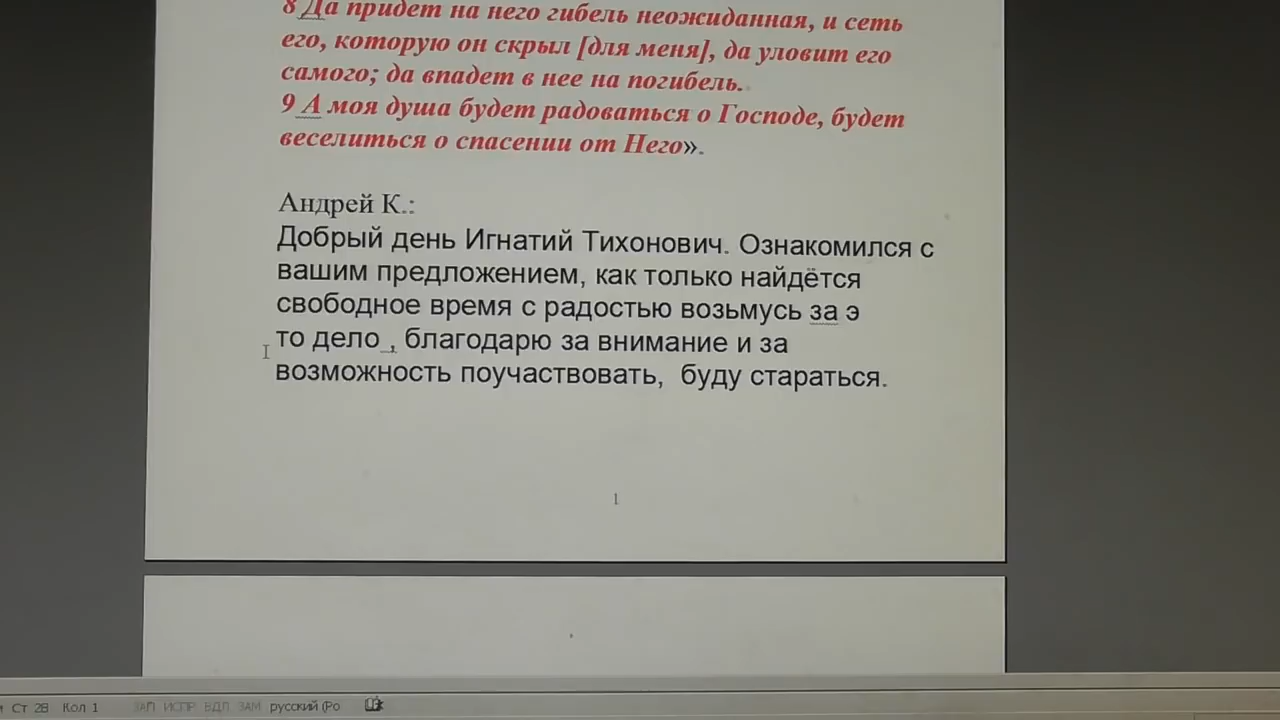 8 Да придет на него гибель неожиданная, и сеть
его, которую он скрыл [для меня], да уловит его
самого; да впадет в нее на погибель.
9 А моя душа будет радоваться о Господе, будет
веселиться о спасении от Него».
Андрей К.:
Добрый день Игнатий Тихонович. Ознакомился с
вашим предложением, как только найдётся
свободное время с радостью возьмусь за э
то дело , благодарю за внимание и за
возможность поучаствовать,  буду стараться.
1
Ст 28 Кол 1 ЗАП ИСПР ВДЛ ЗАМ русский (Ро